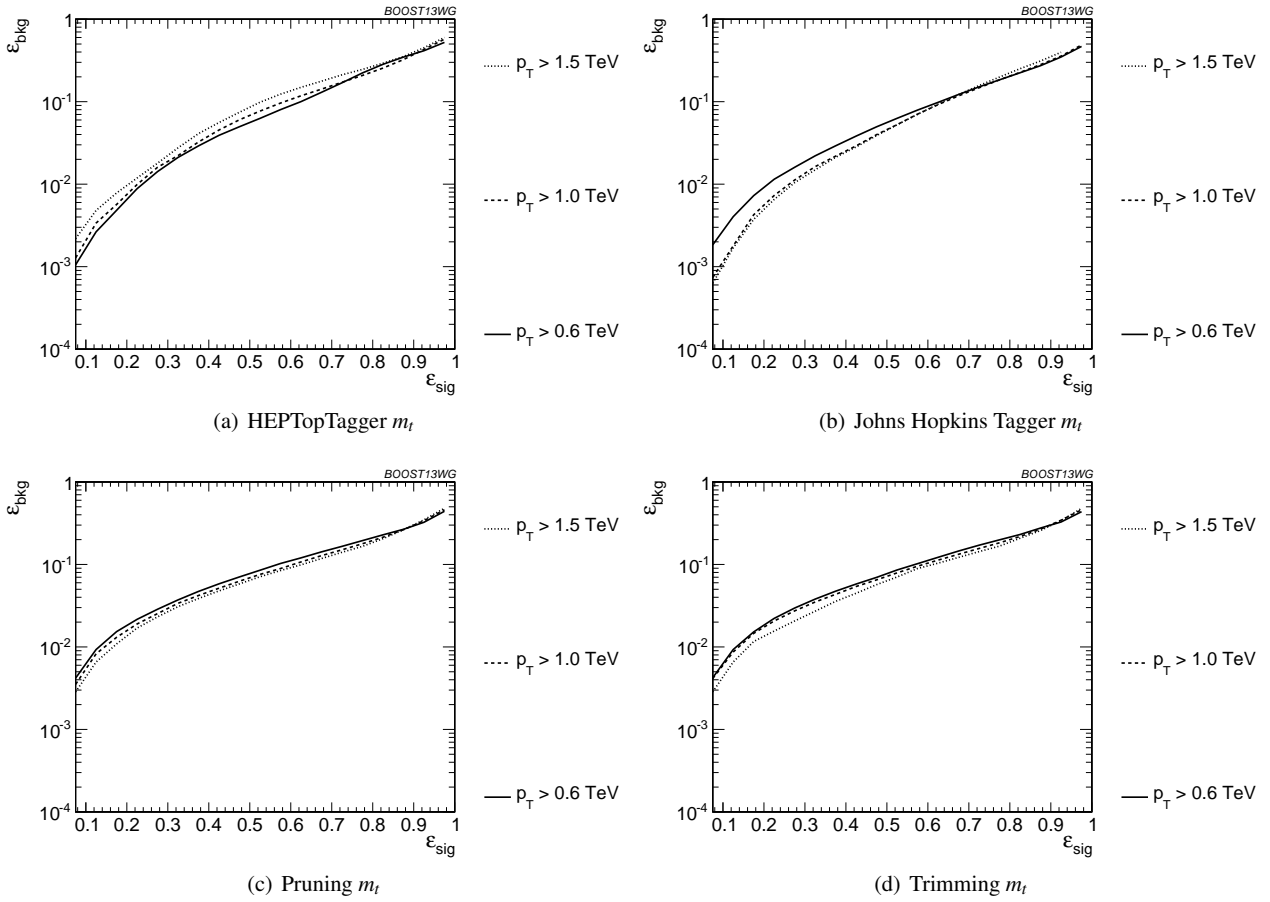 BOOST13WG
ε_bkg
1
10^-1
10^-2
10^-3
10^-4
0.1 0.2 0.3 0.4 0.5 0.6 0.7 0.8 0.9 1
ε_sig
p_T > 1.5 TeV
p_T > 1.0 TeV
p_T > 0.6 TeV
(a) HEPTopTagger m_t
BOOST13WG
ε_bkg
1
10^-1
10^-2
10^-3
10^-4
0.1 0.2 0.3 0.4 0.5 0.6 0.7 0.8 0.9 1
ε_sig
p_T > 1.5 TeV
p_T > 1.0 TeV
p_T > 0.6 TeV
(b) Johns Hopkins Tagger m_t
BOOST13WG
ε_bkg
1
10^-1
10^-2
10^-3
10^-4
0.1 0.2 0.3 0.4 0.5 0.6 0.7 0.8 0.9 1
ε_sig
p_T > 1.5 TeV
p_T > 1.0 TeV
p_T > 0.6 TeV
(c) Pruning m_t
BOOST13WG
ε_bkg
1
10^-1
10^-2
10^-3
10^-4
0.1 0.2 0.3 0.4 0.5 0.6 0.7 0.8 0.9 1
ε_sig
p_T > 1.5 TeV
p_T > 1.0 TeV
p_T > 0.6 TeV
(d) Trimming m_t